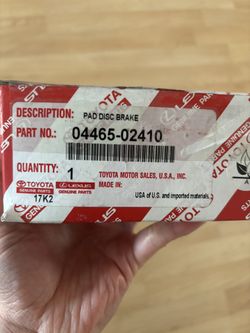 DESCRIPTION: PAD DISC BRAKE
PART NO.: 04465-02410
QUANTITY: 1
TOYOTA MOTOR SALES, U.S.A., INC.
MADE IN:
USA of U.S. and imported materials.
TOYOTA LEXUS
GENUINE PARTS GENUINE PARTS
17K2